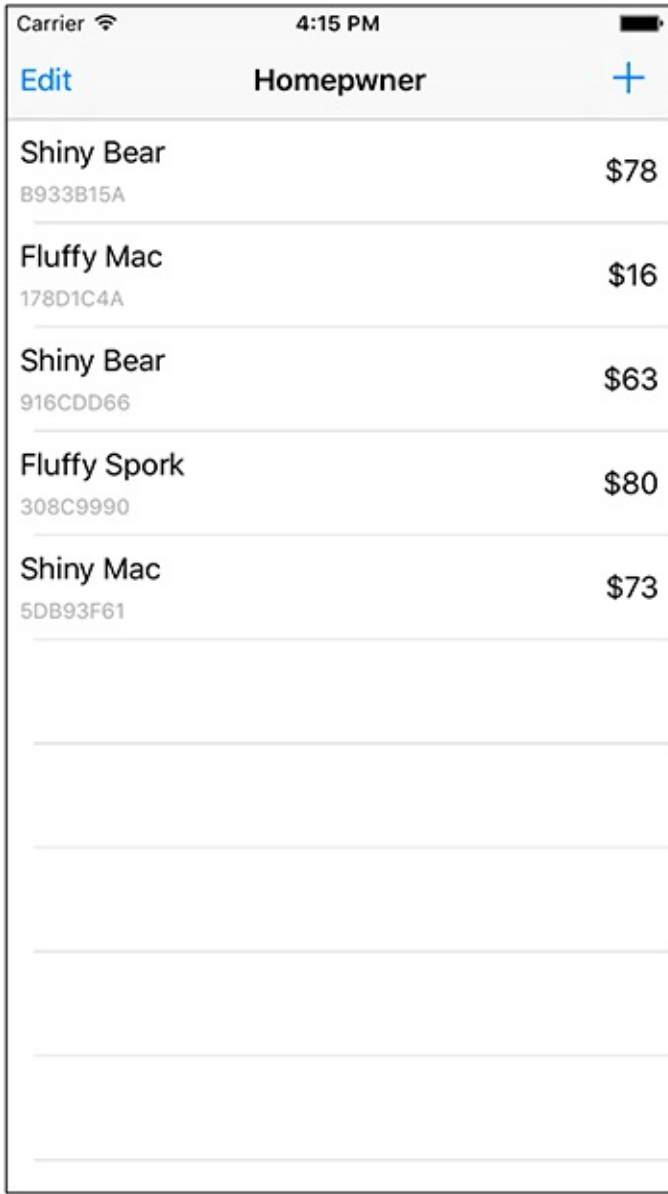 Carrier 4:15 PM
Edit Homepwner +
Shiny Bear $78
B933B15A
Fluffy Mac $16
178D1C4A
Shiny Bear $63
916CDD66
Fluffy Spork $80
308C9990
Shiny Mac $73
5DB93F61